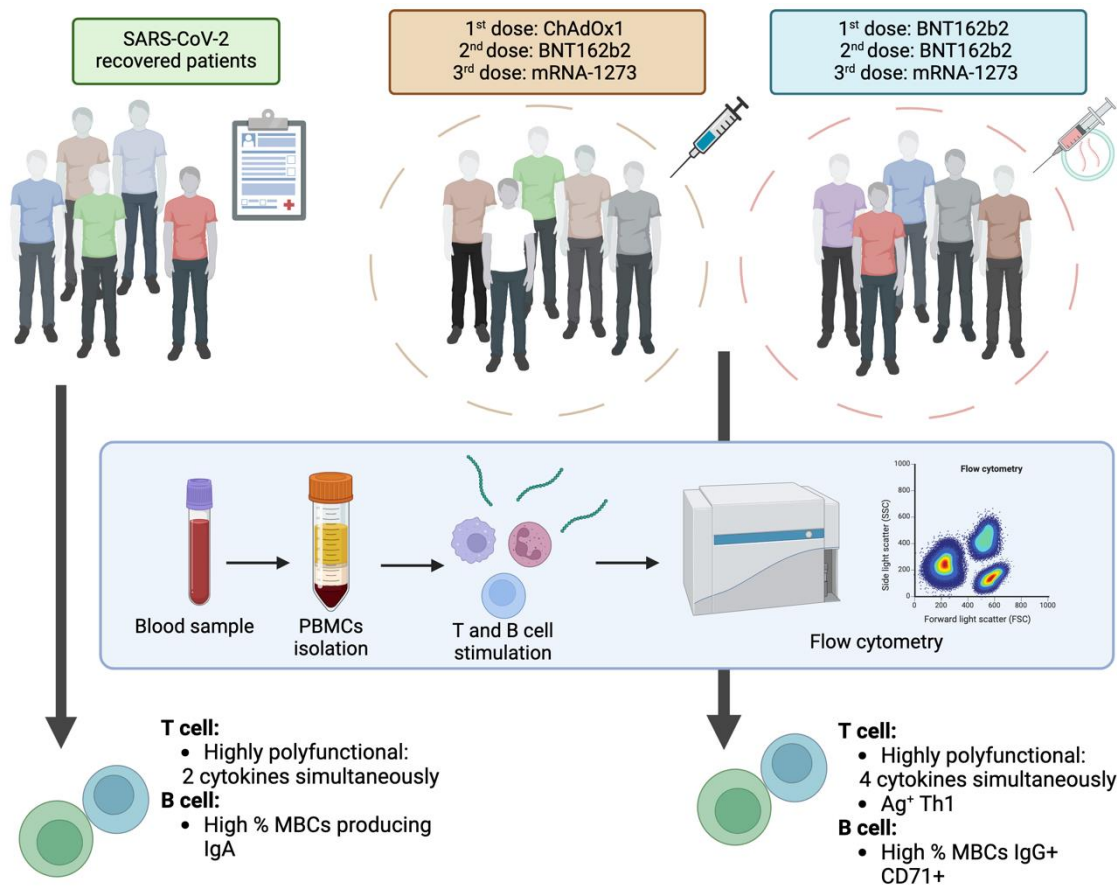 SARS-CoV-2
recovered patients
1st dose: ChAdOx1
2nd dose: BNT162b2
3rd dose: mRNA-1273
1st dose: BNT162b2
2nd dose: BNT162b2
3rd dose: mRNA-1273
Blood sample
PBMCs
isolation
T and B cell
stimulation
Flow cytometry
Flow cytometry
Side light scatter (SSC)
1000
800
600
400
200
0
0 200 400 600 800 1000
Forward light scatter (FSC)
T cell:
• Highly polyfunctional:
2 cytokines simultaneously
B cell:
• High % MBCs producing
IgA
T cell:
• Highly polyfunctional:
4 cytokines simultaneously
• Ag⁺ Th1
B cell:
• High % MBCs IgG+
CD71+